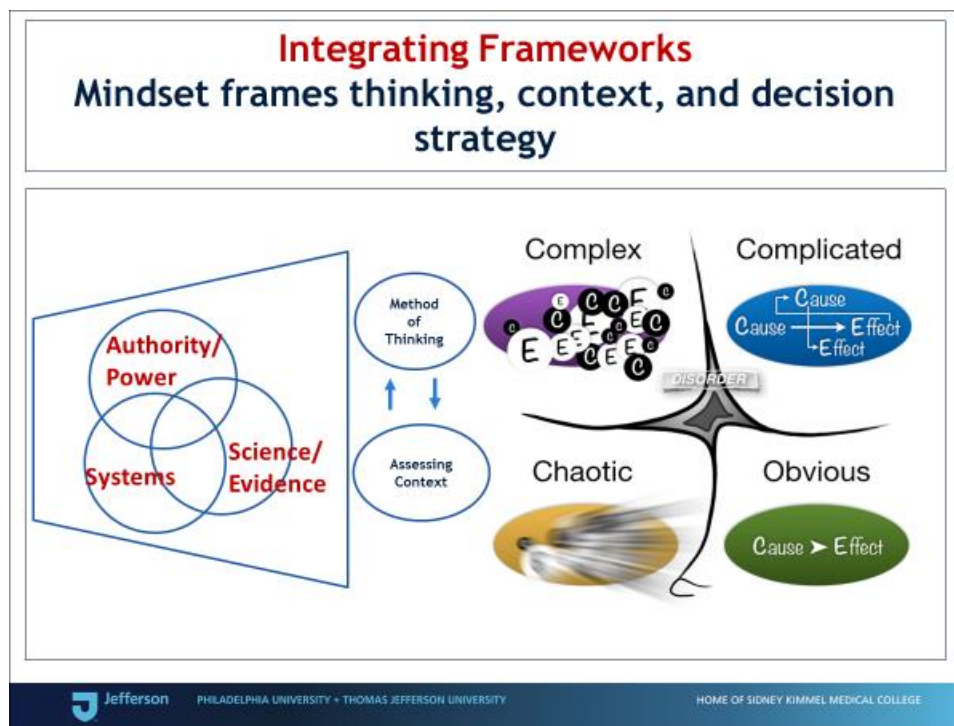 Integrating Frameworks
Mindset frames thinking, context, and decision
strategy
Authority/
Power
Systems
Science/
Evidence
Method
of
Thinking
Assessing
Context
Complex
E
C
C
C
E
C
E
C
E
E
E
C
C
E
E
C
C
Complicated
Cause
Cause
Effect
Effect
DISORDER
Chaotic
Obvious
Cause ➤ Effect
Jefferson
PHILADELPHIA UNIVERSITY + THOMAS JEFFERSON UNIVERSITY
HOME OF SIDNEY KIMMEL MEDICAL COLLEGE